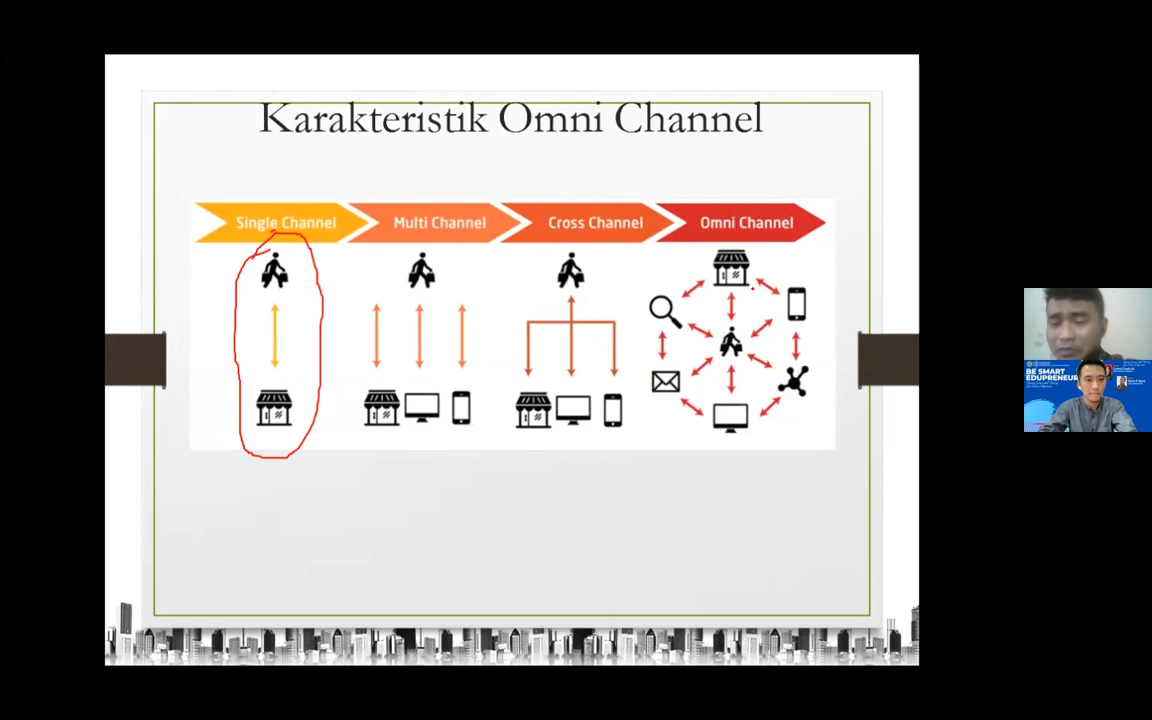 Karakteristik Omni Channel
Single Channel
Multi Channel
Cross Channel
Omni Channel
BE SMART
EDUPRENEUR